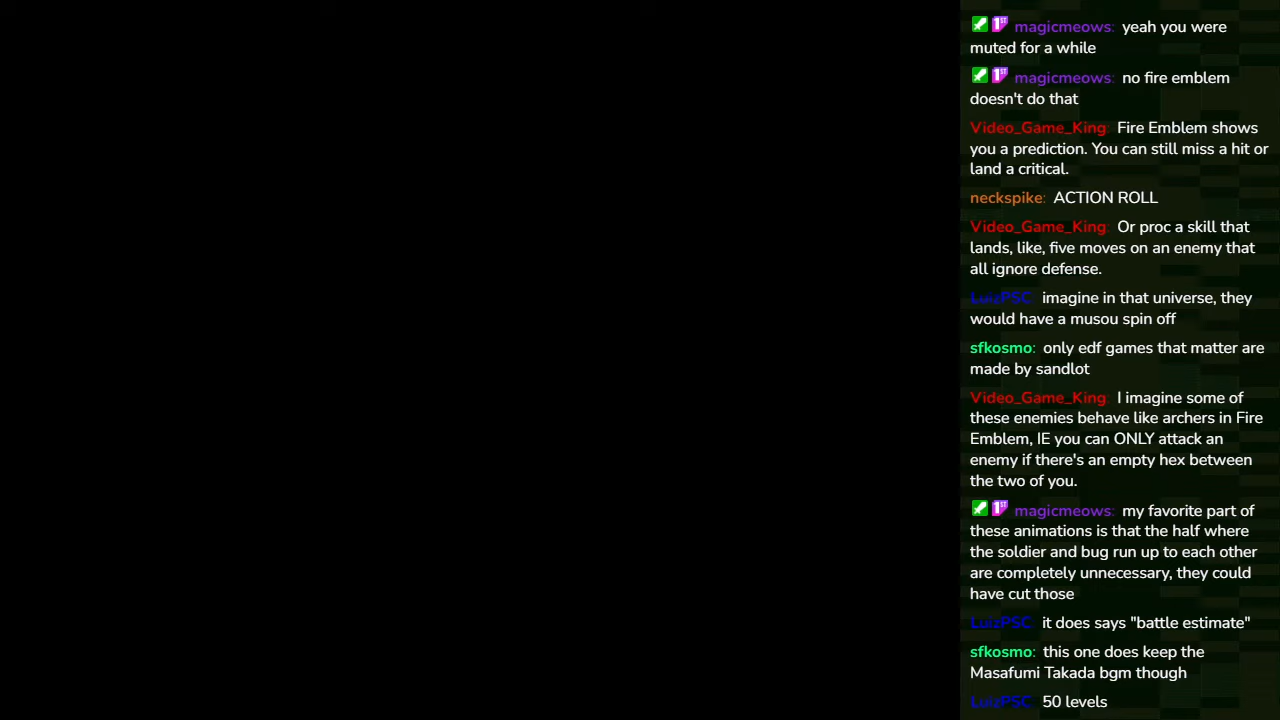 magicmeows: yeah you were
muted for a while
magicmeows: no fire emblem
doesn't do that
Video_Game_King: Fire Emblem shows
you a prediction. You can still miss a hit or
land a critical.
neckspike: ACTION ROLL
Video_Game_King: Or proc a skill that
lands, like, five moves on an enemy that
all ignore defense.
LuizPSC: imagine in that universe, they
would have a musou spin off
sfkosmo: only edf games that matter are
made by sandlot
Video_Game_King: I imagine some of
these enemies behave like archers in Fire
Emblem, IE you can ONLY attack an
enemy if there's an empty hex between
the two of you.
magicmeows: my favorite part of
these animations is that the half where
the soldier and bug run up to each other
are completely unnecessary, they could
have cut those
LuizPSC: it does says "battle estimate"
sfkosmo: this one does keep the
Masafumi Takada bgm though
LuizPSC: 50 levels